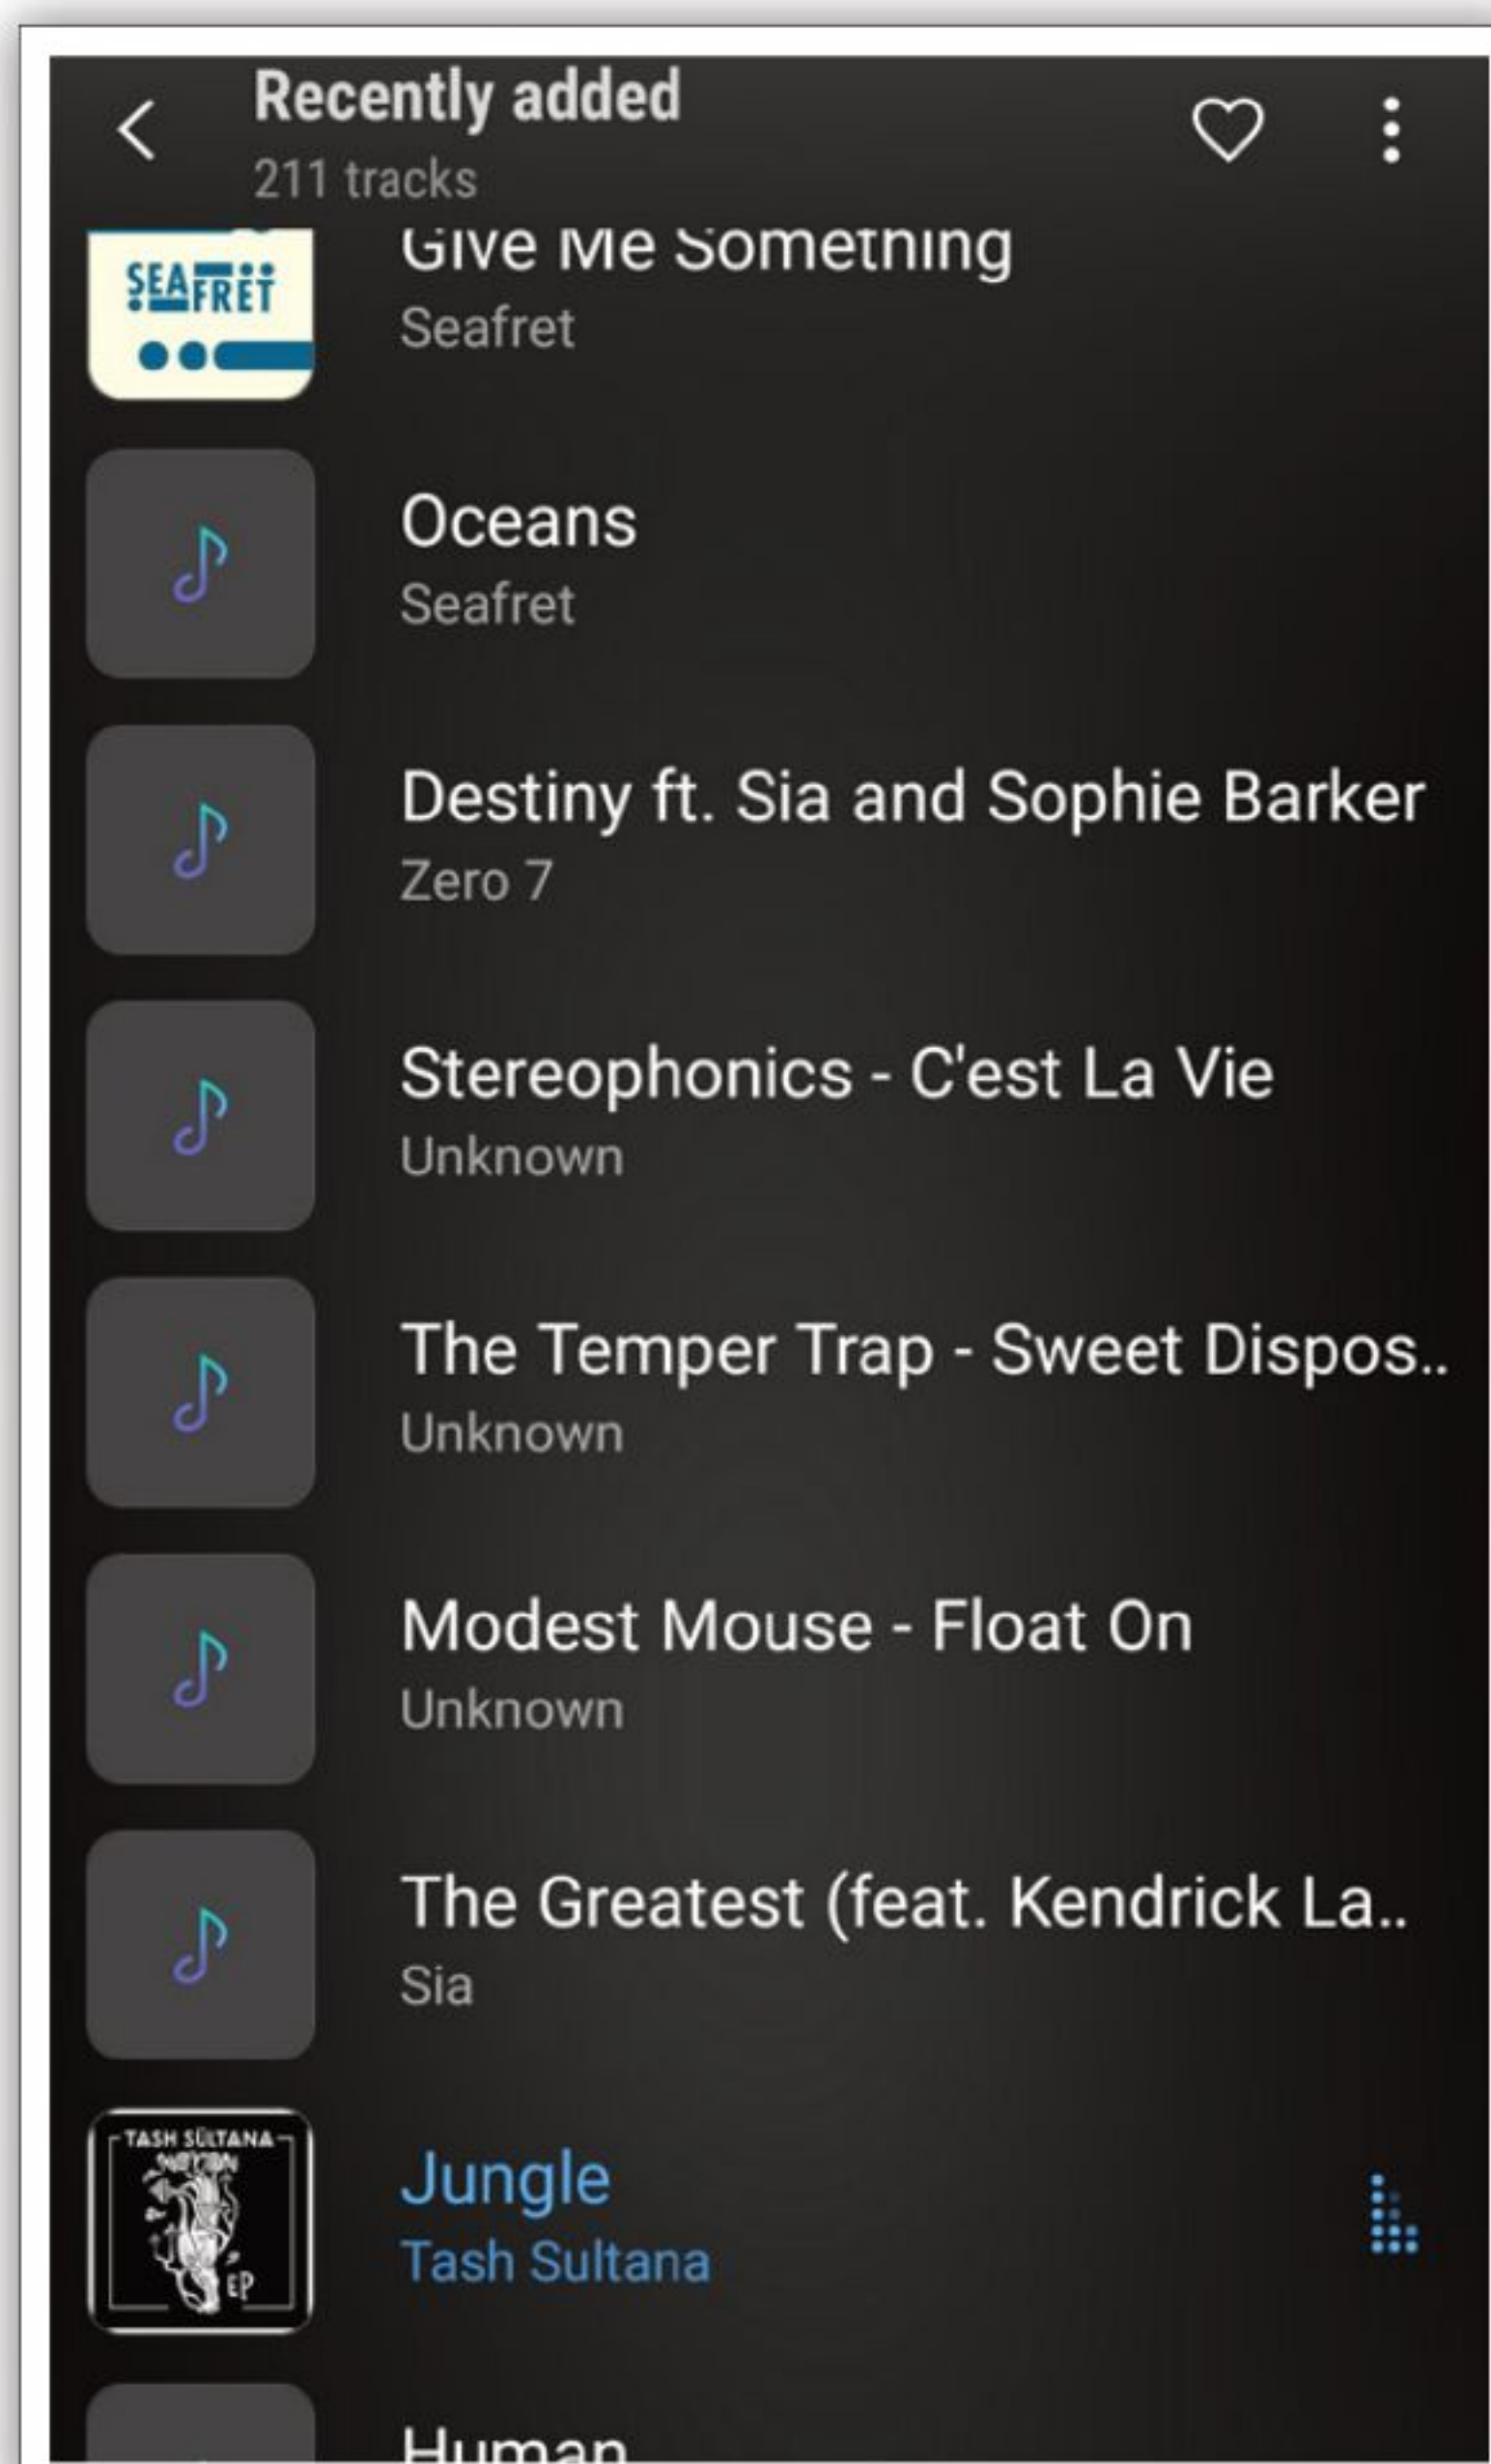 Recently added
211 tracks
Give Me Something
SEAFRET
Seafret
Oceans
Seafret
Destiny ft. Sia and Sophie Barker
Zero 7
Stereophonics - C'est La Vie
Unknown
The Temper Trap - Sweet Dispos..
Unknown
Modest Mouse - Float On
Unknown
The Greatest (feat. Kendrick La..
Sia
TASH SULTANA
NOTION
EP
Jungle
Tash Sultana
Human